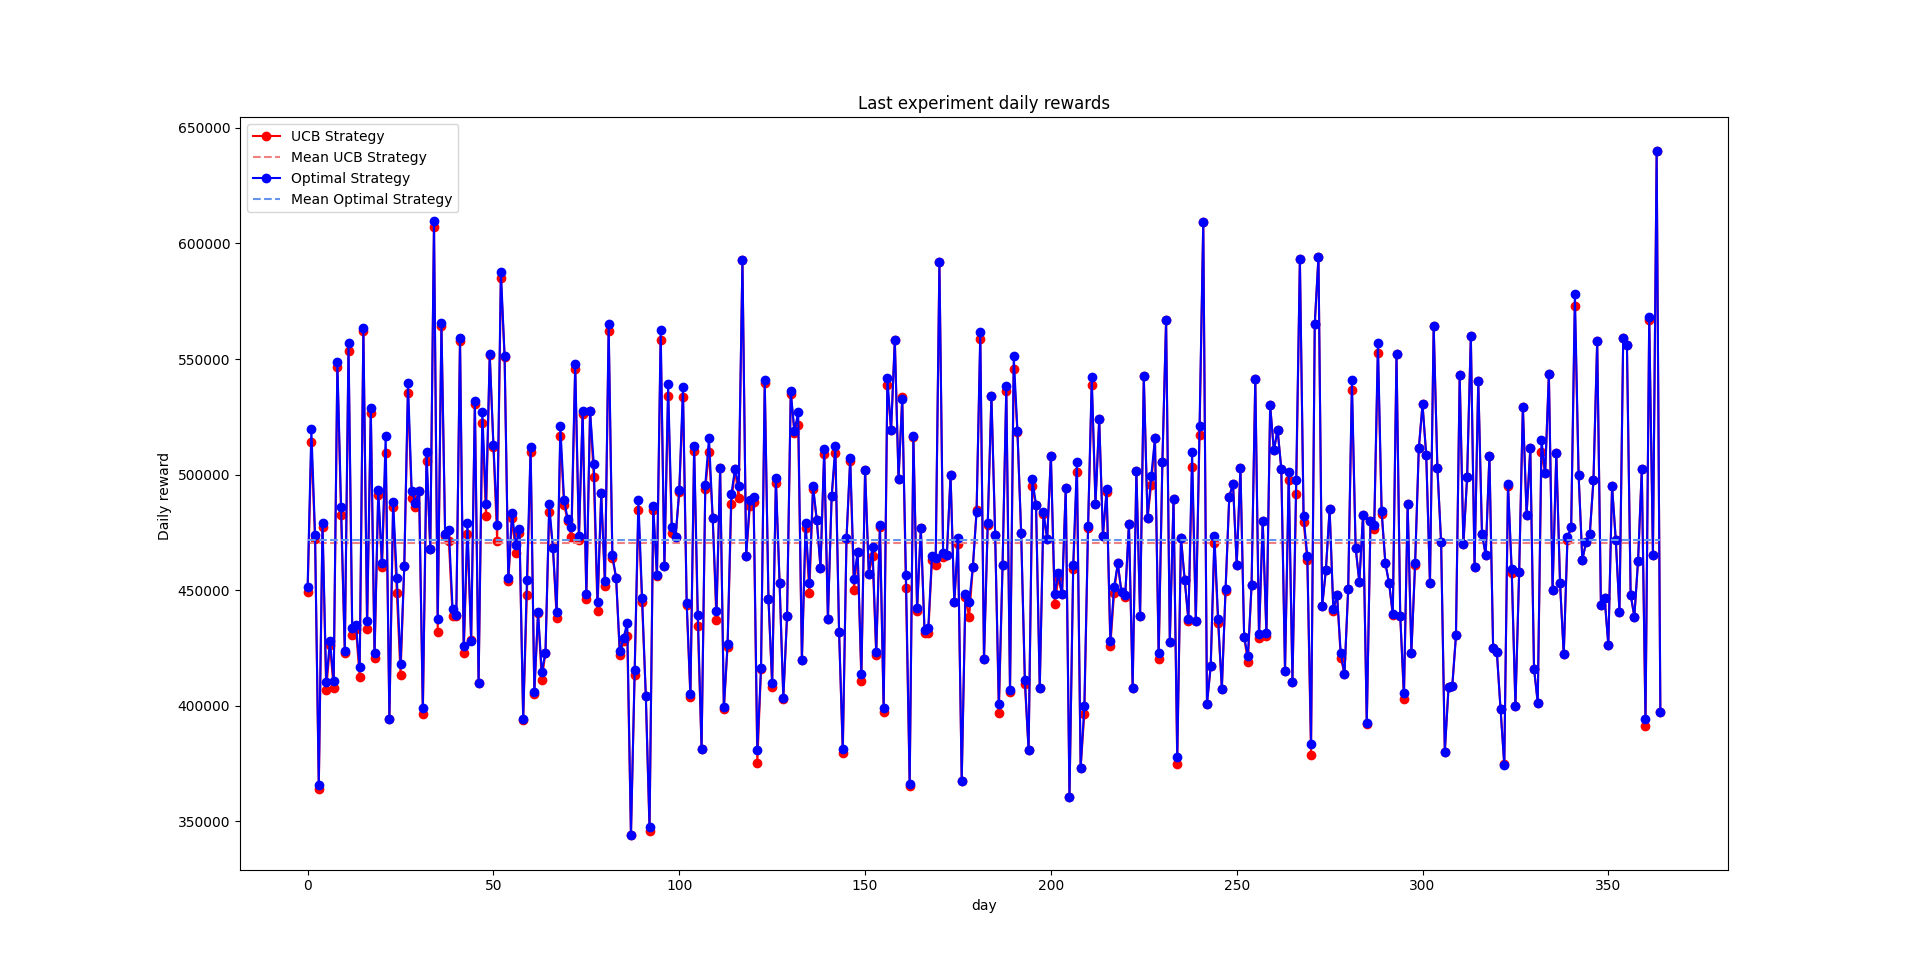 Last experiment daily rewards
UCB Strategy
Mean UCB Strategy
Optimal Strategy
Mean Optimal Strategy
650000
600000
550000
500000
450000
400000
350000
Daily reward
0 50 100 150 200 250 300 350
day